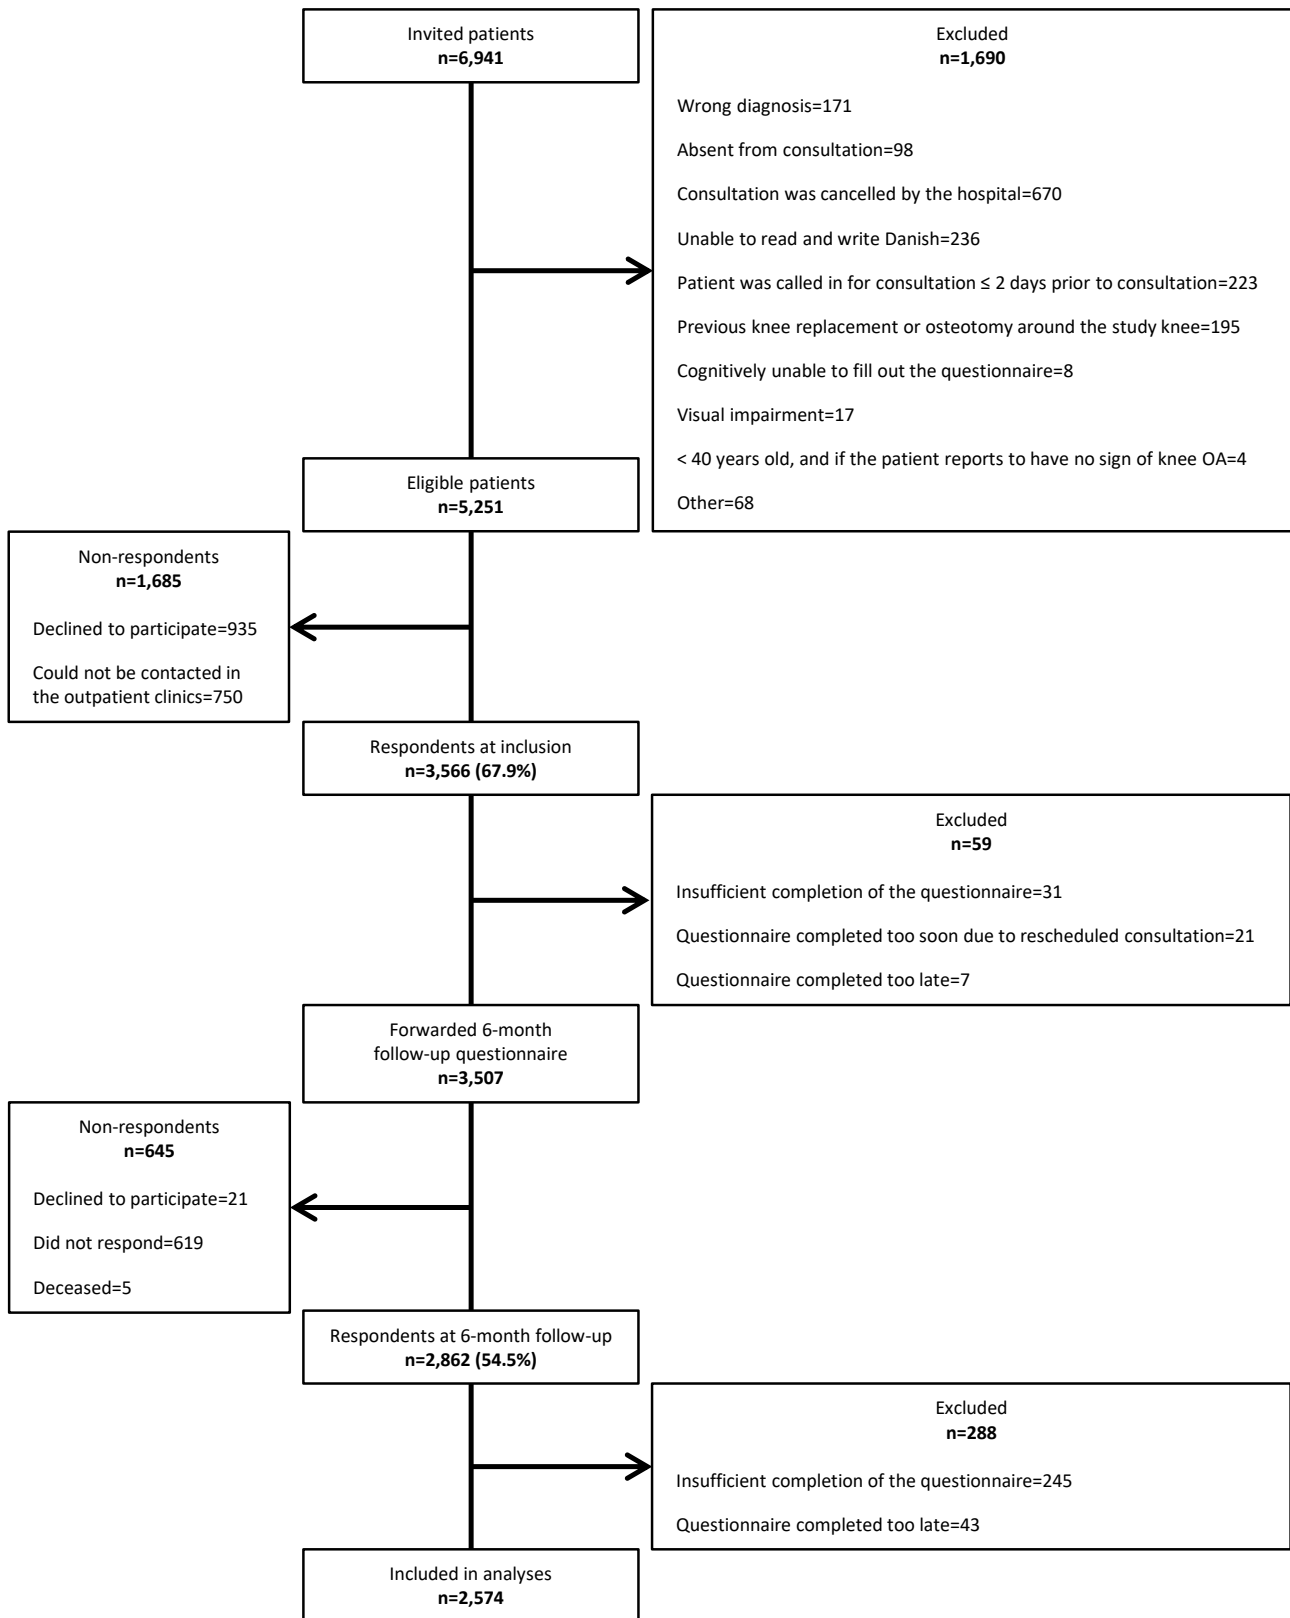 Invited patients
n=6,941
Excluded
n=1,690
Wrong diagnosis=171
Absent from consultation=98
Consultation was cancelled by the hospital=670
Unable to read and write Danish=236
Patient was called in for consultation ≤ 2 days prior to consultation=223
Previous knee replacement or osteotomy around the study knee=195
Cognitively unable to fill out the questionnaire=8
Visual impairment=17
< 40 years old, and if the patient reports to have no sign of knee OA=4
Other=68
Eligible patients
n=5,251
Non-respondents
n=1,685
Declined to participate=935
Could not be contacted in
the outpatient clinics=750
Respondents at inclusion
n=3,566 (67.9%)
Excluded
n=59
Insufficient completion of the questionnaire=31
Questionnaire completed too soon due to rescheduled consultation=21
Questionnaire completed too late=7
Forwarded 6-month
follow-up questionnaire
n=3,507
Non-respondents
n=645
Declined to participate=21
Did not respond=619
Deceased=5
Respondents at 6-month follow-up
n=2,862 (54.5%)
Excluded
n=288
Insufficient completion of the questionnaire=245
Questionnaire completed too late=43
Included in analyses
n=2,574